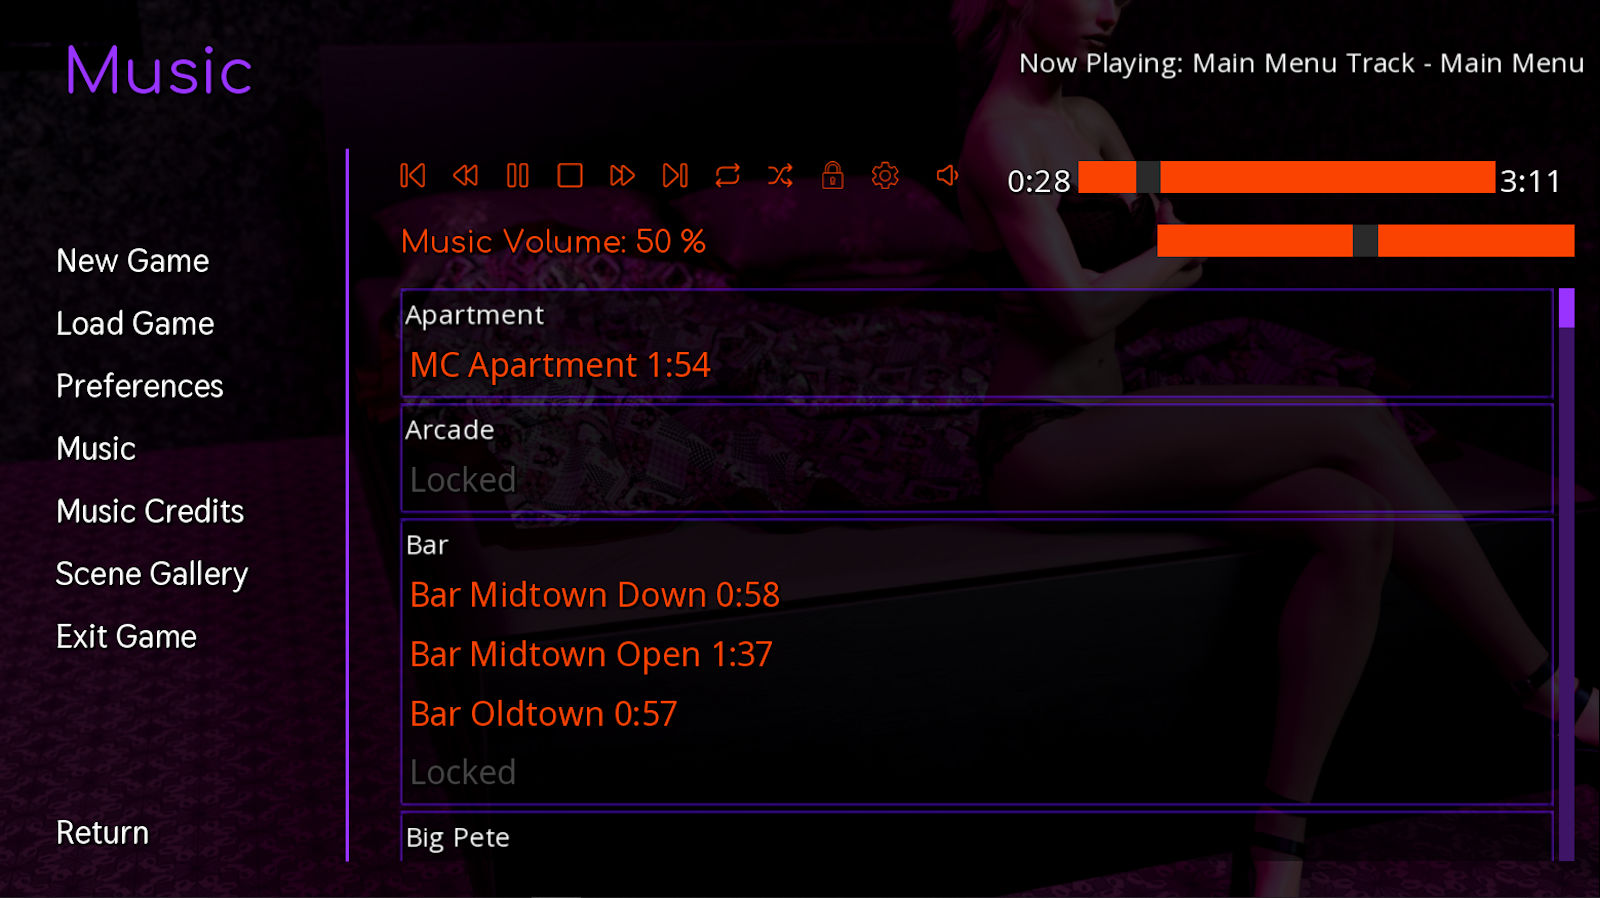 Music
Now Playing: Main Menu Track - Main Menu
0:28
3:11
Music Volume: 50 %
New Game
Load Game
Preferences
Music
Music Credits
Scene Gallery
Exit Game
Return
Apartment
MC Apartment 1:54
Arcade
Locked
Bar
Bar Midtown Down 0:58
Bar Midtown Open 1:37
Bar Oldtown 0:57
Locked
Big Pete